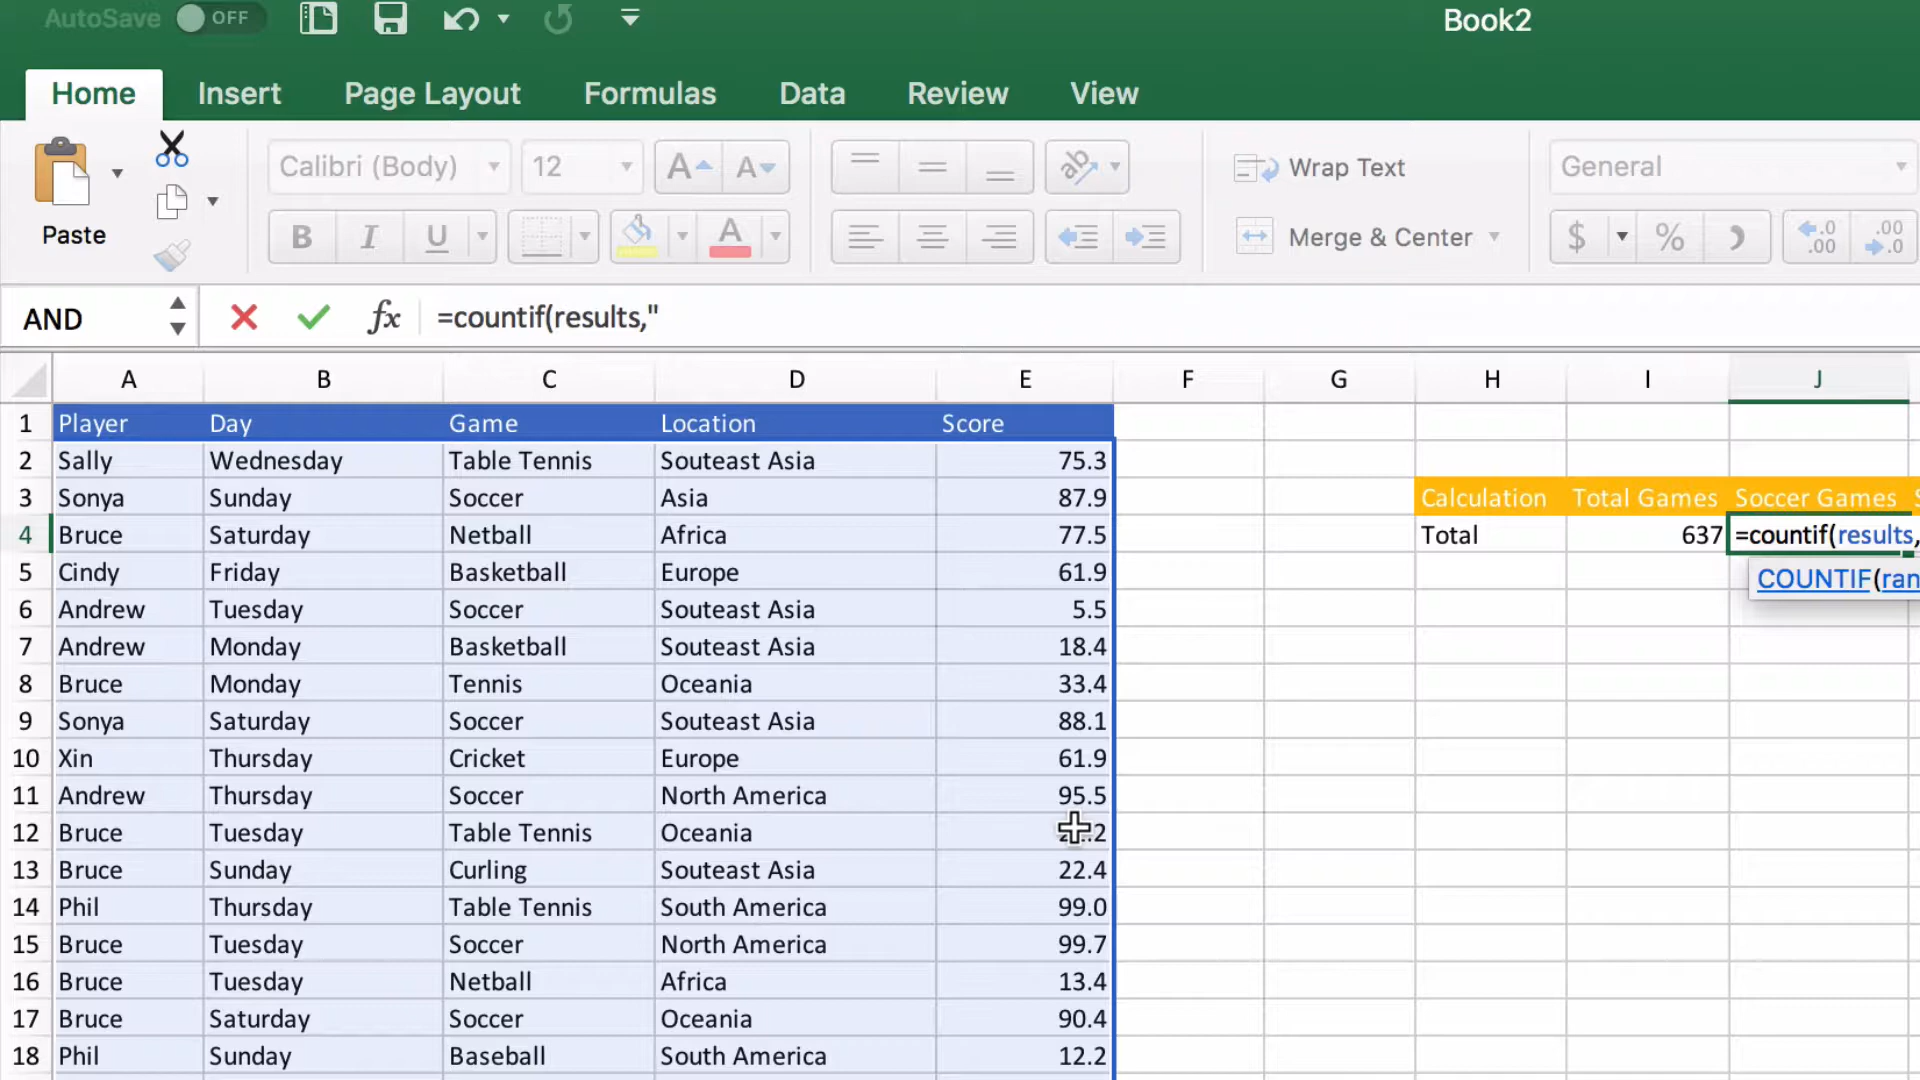 AutoSave OFF Book2
Home Insert Page Layout Formulas Data Review View
Calibri (Body) 12 A A ab Wrap Text General
Paste B I U A Merge & Center $ % .0 .00 .00 .0
AND fx =countif(results,"
A B C D E F G H I J
1 Player Day Game Location Score
2 Sally Wednesday Table Tennis Souteast Asia 75.3
3 Sonya Sunday Soccer Asia 87.9 Calculation Total Games Soccer Games
4 Bruce Saturday Netball Africa 77.5 Total 637 =countif(results,
5 Cindy Friday Basketball Europe 61.9 COUNTIF(ran
6 Andrew Tuesday Soccer Souteast Asia 5.5
7 Andrew Monday Basketball Souteast Asia 18.4
8 Bruce Monday Tennis Oceania 33.4
9 Sonya Saturday Soccer Souteast Asia 88.1
10 Xin Thursday Cricket Europe 61.9
11 Andrew Thursday Soccer North America 95.5
12 Bruce Tuesday Table Tennis Oceania
13 Bruce Sunday Curling Souteast Asia 22.4
14 Phil Thursday Table Tennis South America 99.0
15 Bruce Tuesday Soccer North America 99.7
16 Bruce Tuesday Netball Africa 13.4
17 Bruce Saturday Soccer Oceania 90.4
18 Phil Sunday Baseball South America 12.2